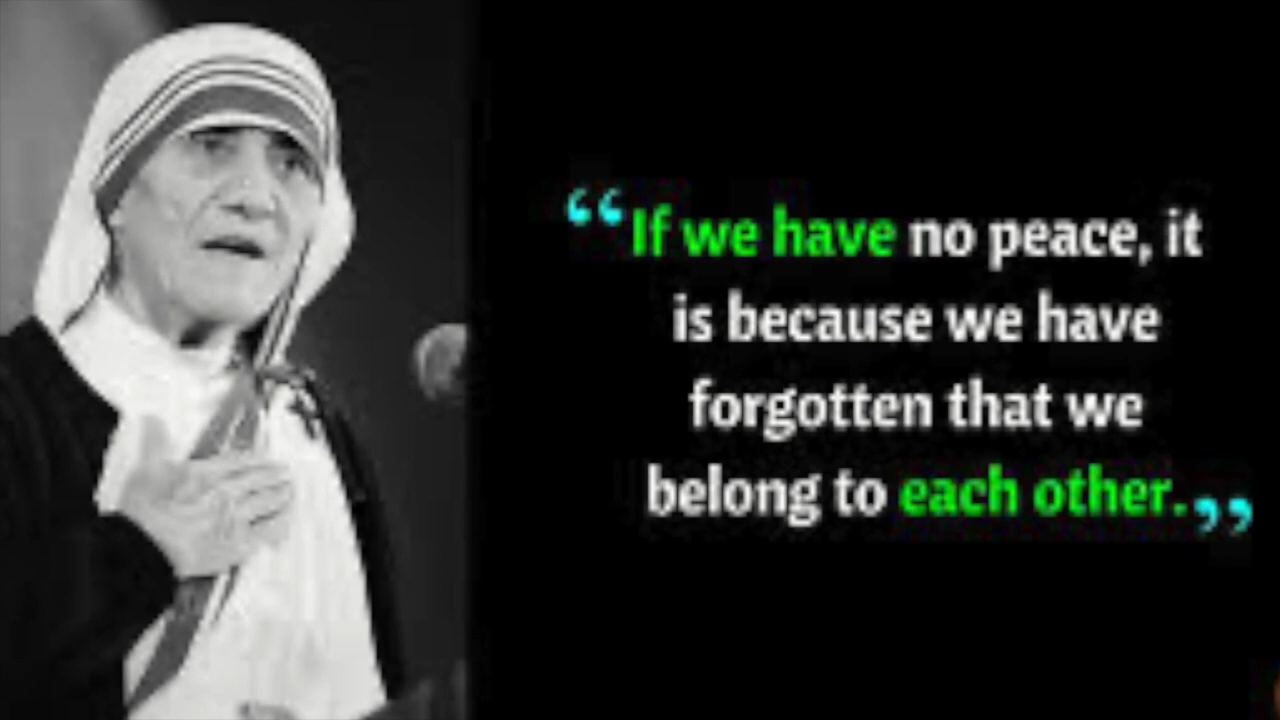 “If we have no peace, it
is because we have
forgotten that we
belong to each other.”